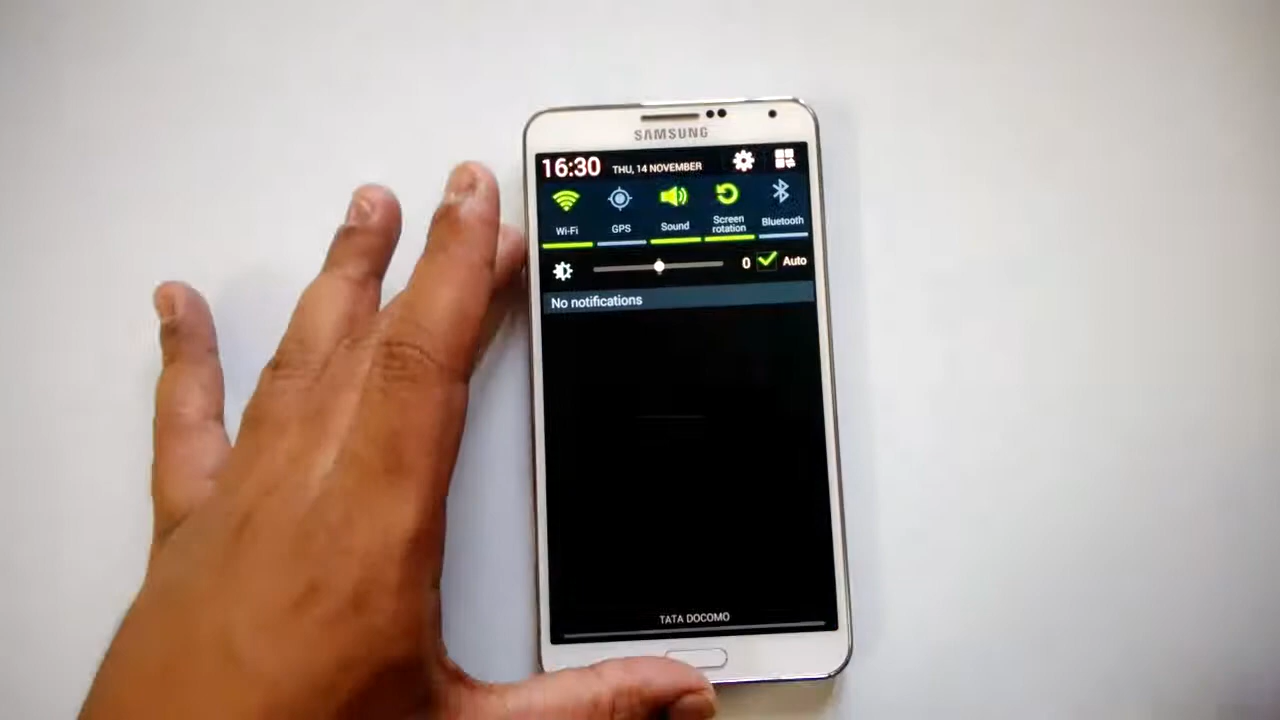 SAMSUNG
16:30 THU, 14 NOVEMBER
Wi-Fi GPS Sound Screen rotation Bluetooth
0 Auto
No notifications
TATA DOCOMO